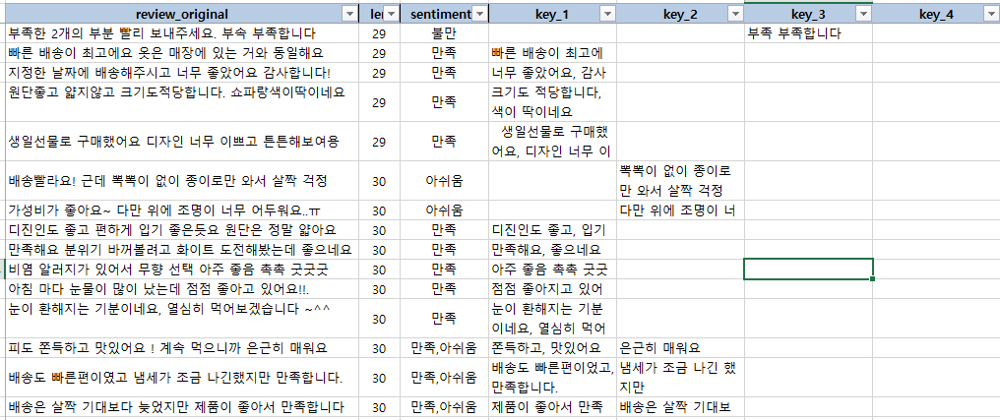 review_original len sentiment key_1 key_2 key_3 key_4
부족한 2개의 부분 빨리 보내주세요. 부속 부족합니다 29 불만 부족 부족합니다
빠른 배송이 최고에요 옷은 매장에 있는 거와 동일해요 29 만족 빠른 배송이 최고에
지정한 날짜에 배송해주시고 너무 좋았어요 감사합니다! 29 만족 너무 좋았어요, 감사
원단좋고 얇지않고 크기도적당합니다. 쇼파랑색이딱이네요 29 만족 크기도 적당합니다,
색이 딱이네요
생일선물로 구매했어요 디자인 너무 이쁘고 튼튼해보여용 29 만족 생일선물로 구매했
어요, 디자인 너무 이
배송빨라요! 근데 뽁뽁이 없이 종이로만 와서 살짝 걱정 30 아쉬움 뽁뽁이 없이 종이로
만 와서 살짝 걱정
가성비가 좋아요~ 다만 위에 조명이 너무 어두워요..ㅠ 30 아쉬움 다만 위에 조명이 너
디진인도 좋고 편하게 입기 좋은듯요 원단은 정말 얇아요 30 만족 디진인도 좋고, 입기
만족해요 분위기 바꺼볼려고 화이트 도전해봤는데 좋으네요 30 만족 만족해요, 좋으네요
비염 알러지가 있어서 무향 선택 아주 좋음 촉촉 굿굿굿 30 만족 아주 좋음 촉촉 굿굿
아침 마다 눈물이 많이 났는데 점점 좋아고 있어요!!. 30 만족 점점 좋아지고 있어
눈이 환해지는 기분이네요, 열심히 먹어보겠습니다 ~^^ 30 만족 눈이 환해지는 기분
이네요, 열심히 먹어
피도 쫀득하고 맛있어요 ! 계속 먹으니까 은근히 매워요 30 만족,아쉬움 쫀득하고, 맛있어요 은근히 매워요
배송도 빠른편이였고 냄세가 조금 나긴했지만 만족합니다. 30 만족,아쉬움 배송도 빠른편이었고, 냄세가 조금 나긴 했
만족합니다. 지만
배송은 살짝 기대보다 늦었지만 제품이 좋아서 만족합니다 30 만족,아쉬움 제품이 좋아서 만족 배송은 살짝 기대보